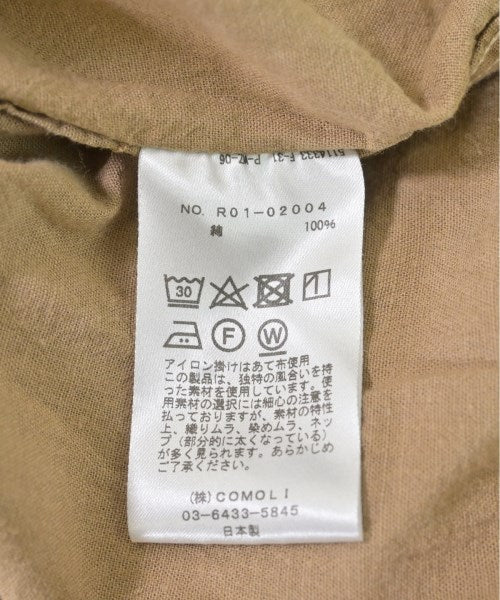 5114333 F-31 P-17-06
NO. R01-02004
綿 100%
30
F
W
アイロン掛けはあて布使用
この製品は、独特の風合いを持
った素材を使用しています。使
用素材の選択には細心の注意を
払っておりますが、素材の特性
上、織りムラ、染めムラ、ネッ
プ（部分的に太くなっている）
が多く見られます。あらかじめ
ご了承ください。
（株）COMOLI
03-6433-5845
日本製